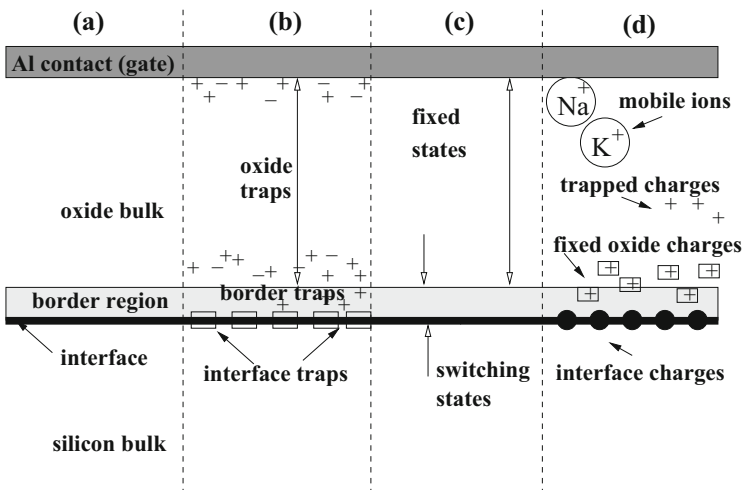 (a)
(b)
(c)
(d)
Al contact (gate)
oxide bulk
border region
interface
silicon bulk
oxide
traps
border traps
interface traps
fixed
states
switching
states
Na+
K+
mobile ions
trapped charges
fixed oxide charges
interface charges